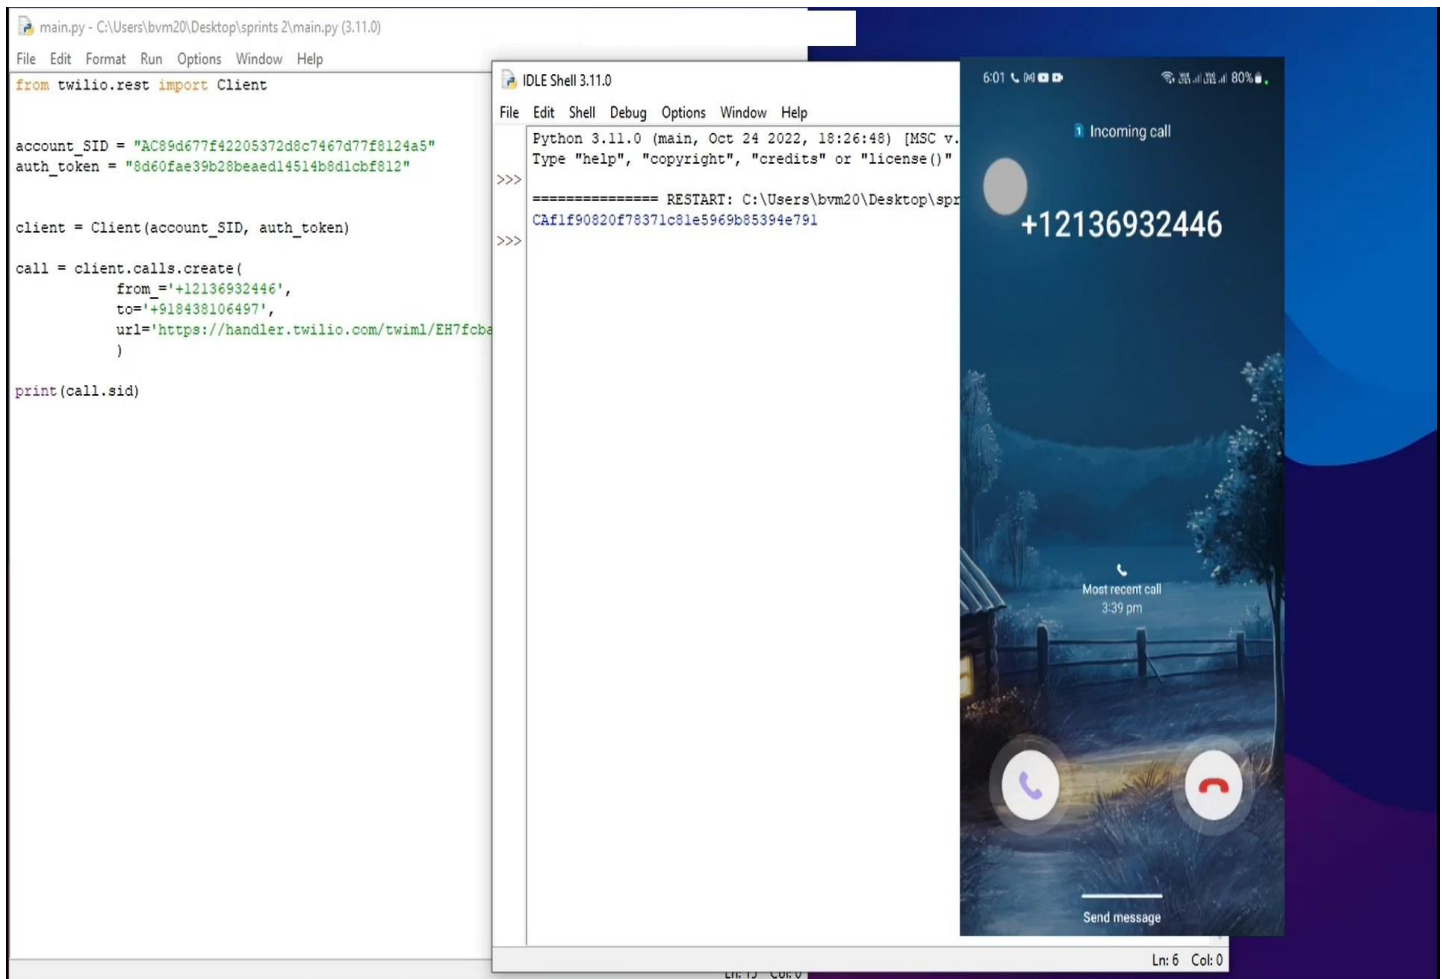 main.py - C:\Users\bvm20\Desktop\sprints 2\main.py (3.11.0)
File Edit Format Run Options Window Help
from twilio.rest import Client
account_SID = "AC89d677f42205372d8c7467d77f8124a5"
auth_token = "8d60fae39b28beaed14514b8d1cbf812"
client = Client(account_SID, auth_token)
call = client.calls.create(
from_='+12136932446',
to='+918438106497',
url='https://handler.twilio.com/twiml/EH7fcba
)
print(call.sid)
Ln: 15 Col: 0
IDLE Shell 3.11.0
File Edit Shell Debug Options Window Help
Python 3.11.0 (main, Oct 24 2022, 18:26:48) [MSC v.
Type "help", "copyright", "credits" or "license()"
>>>
=============== RESTART: C:\Users\bvm20\Desktop\spr
CAf1f90820f78371c81e5969b85394e791
>>>
Ln: 6 Col: 0
6:01 80%
1 Incoming call
+12136932446
Most recent call
3:39 pm
Send message